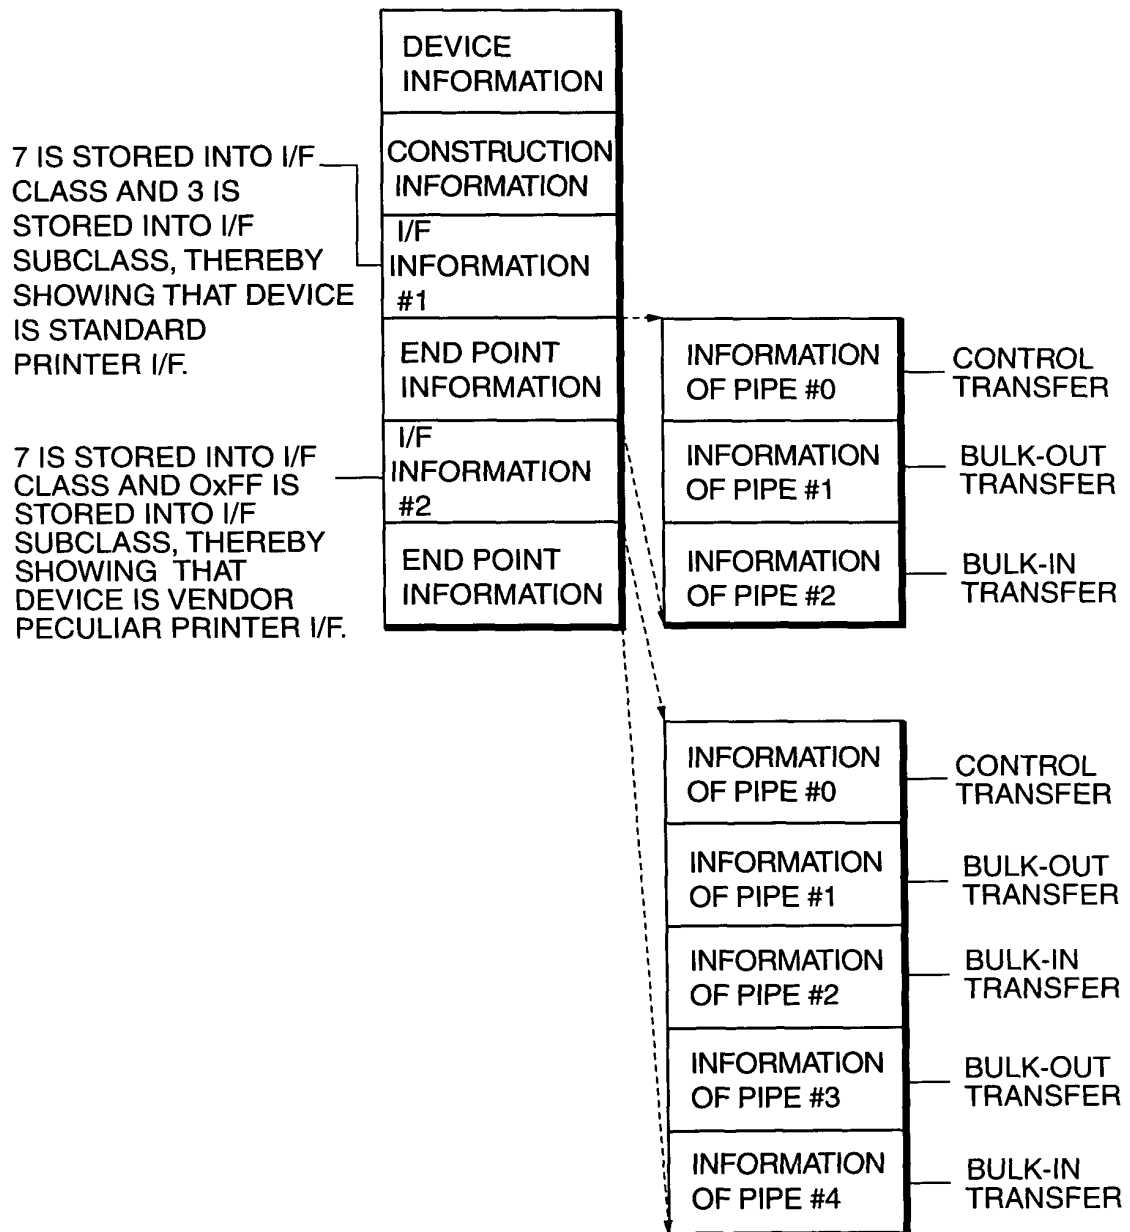 DEVICE
INFORMATION
CONSTRUCTION
INFORMATION
7 IS STORED INTO I/F
CLASS AND 3 IS
STORED INTO I/F
SUBCLASS, THEREBY
SHOWING THAT DEVICE
IS STANDARD
PRINTER I/F.
I/F
INFORMATION
#1
END POINT
INFORMATION
7 IS STORED INTO I/F
CLASS AND OxFF IS
STORED INTO I/F
SUBCLASS, THEREBY
SHOWING THAT
DEVICE IS VENDOR
PECULIAR PRINTER I/F.
I/F
INFORMATION
#2
END POINT
INFORMATION
INFORMATION
OF PIPE #0
CONTROL
TRANSFER
INFORMATION
OF PIPE #1
BULK-OUT
TRANSFER
INFORMATION
OF PIPE #2
BULK-IN
TRANSFER
INFORMATION
OF PIPE #0
CONTROL
TRANSFER
INFORMATION
OF PIPE #1
BULK-OUT
TRANSFER
INFORMATION
OF PIPE #2
BULK-IN
TRANSFER
INFORMATION
OF PIPE #3
BULK-OUT
TRANSFER
INFORMATION
OF PIPE #4
BULK-IN
TRANSFER